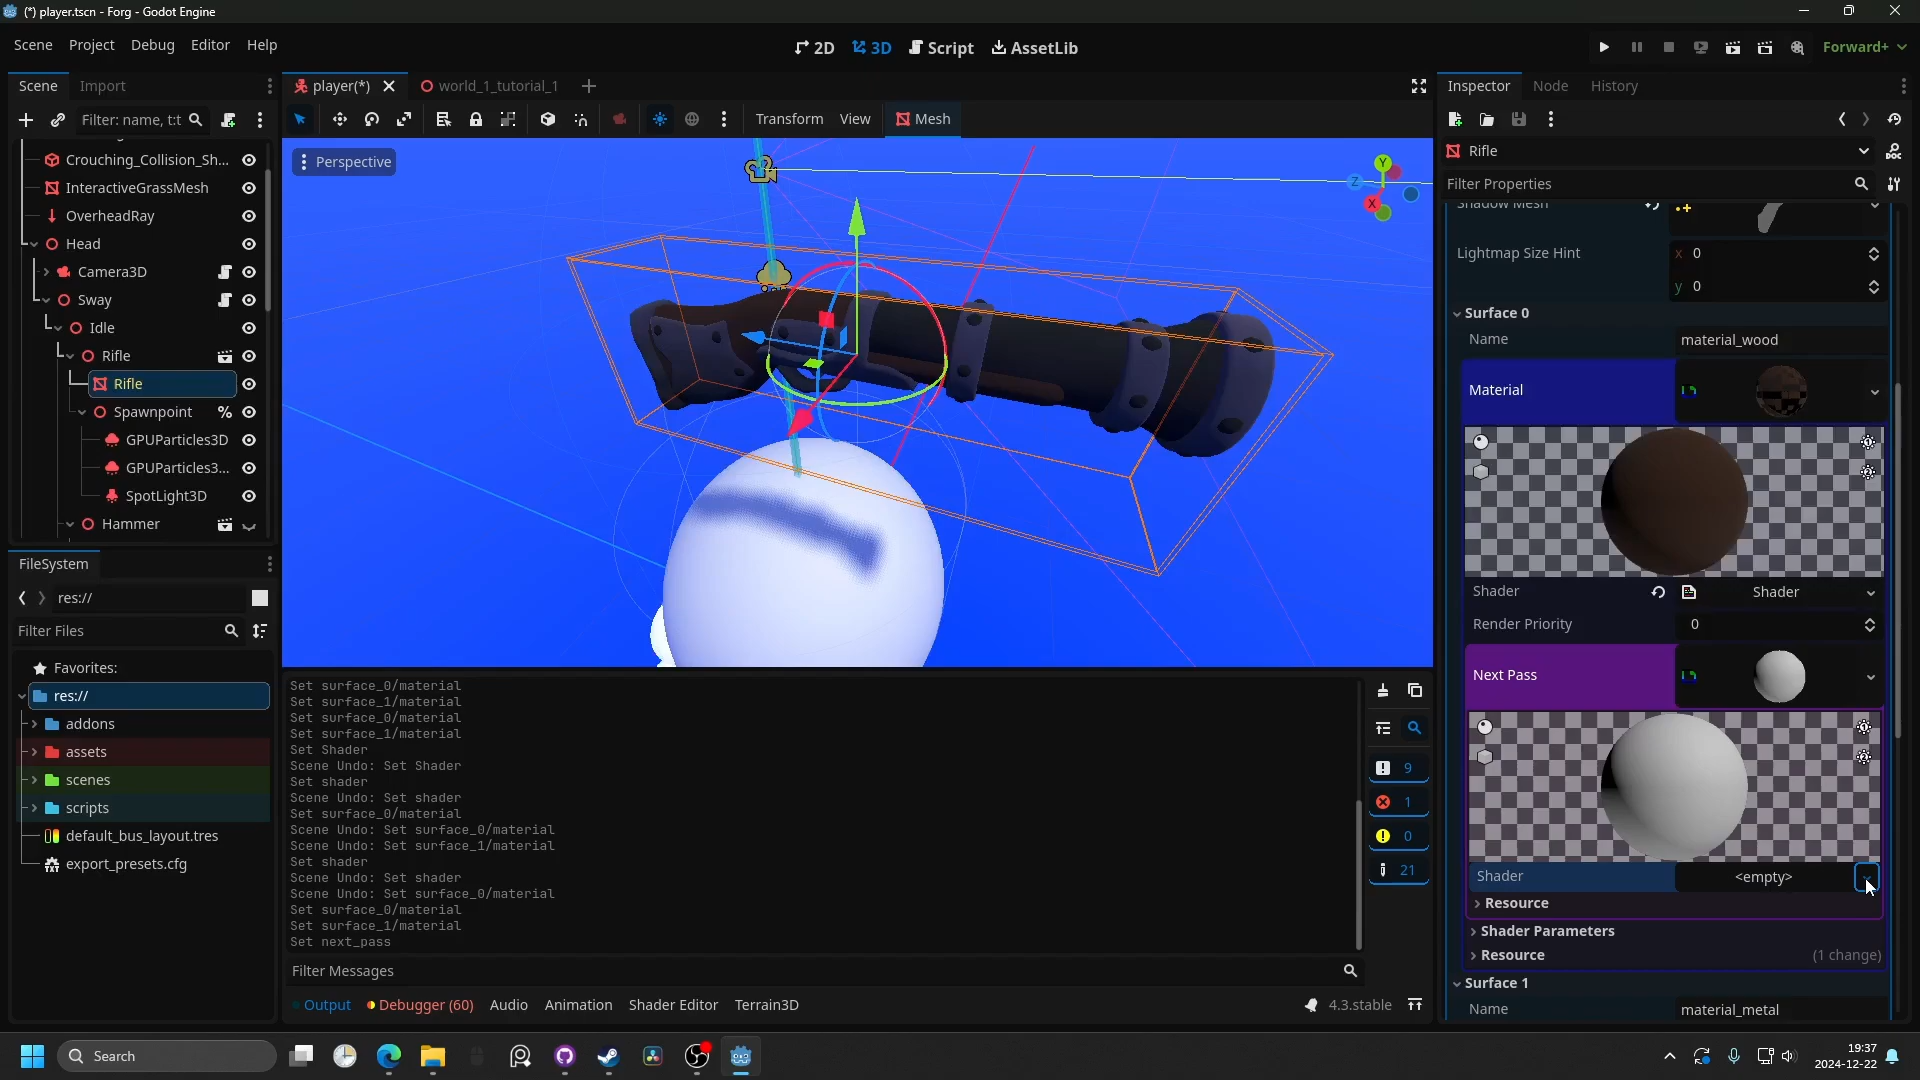 (*) player.tscn - Forg - Godot Engine
Scene Project Debug Editor Help
2D 3D Script AssetLib
Forward+
Scene Import
player(*) world_1_tutorial_1
Inspector Node History
Filter: name, t:t
Transform View Mesh
Perspective
Y
Z
X
Rifle
Filter Properties
Crouching_Collision_Sh...
InteractiveGrassMesh
OverheadRay
Head
Camera3D
Sway
Idle
Rifle
Rifle
Spawnpoint
GPUParticles3D
GPUParticles3...
SpotLight3D
Hammer
Shadow Mesh
Lightmap Size Hint
x 0
y 0
Surface 0
Name material_wood
Material
Shader Shader
Render Priority 0
Next Pass
Shader <empty>
Resource
Shader Parameters
Resource (1 change)
Surface 1
Name material_metal
FileSystem
res://
Filter Files
Favorites:
res://
addons
assets
scenes
scripts
default_bus_layout.tres
export_presets.cfg
Set surface_0/material
Set surface_1/material
Set surface_0/material
Set surface_1/material
Set Shader
Scene Undo: Set Shader
Set shader
Scene Undo: Set shader
Set surface_0/material
Scene Undo: Set surface_0/material
Scene Undo: Set surface_1/material
Set shader
Scene Undo: Set shader
Scene Undo: Set surface_0/material
Set surface_0/material
Set surface_1/material
Set next_pass
9
1
0
21
Filter Messages
Output Debugger (60) Audio Animation Shader Editor Terrain3D
4.3.stable
Search
19:37
2024-12-22